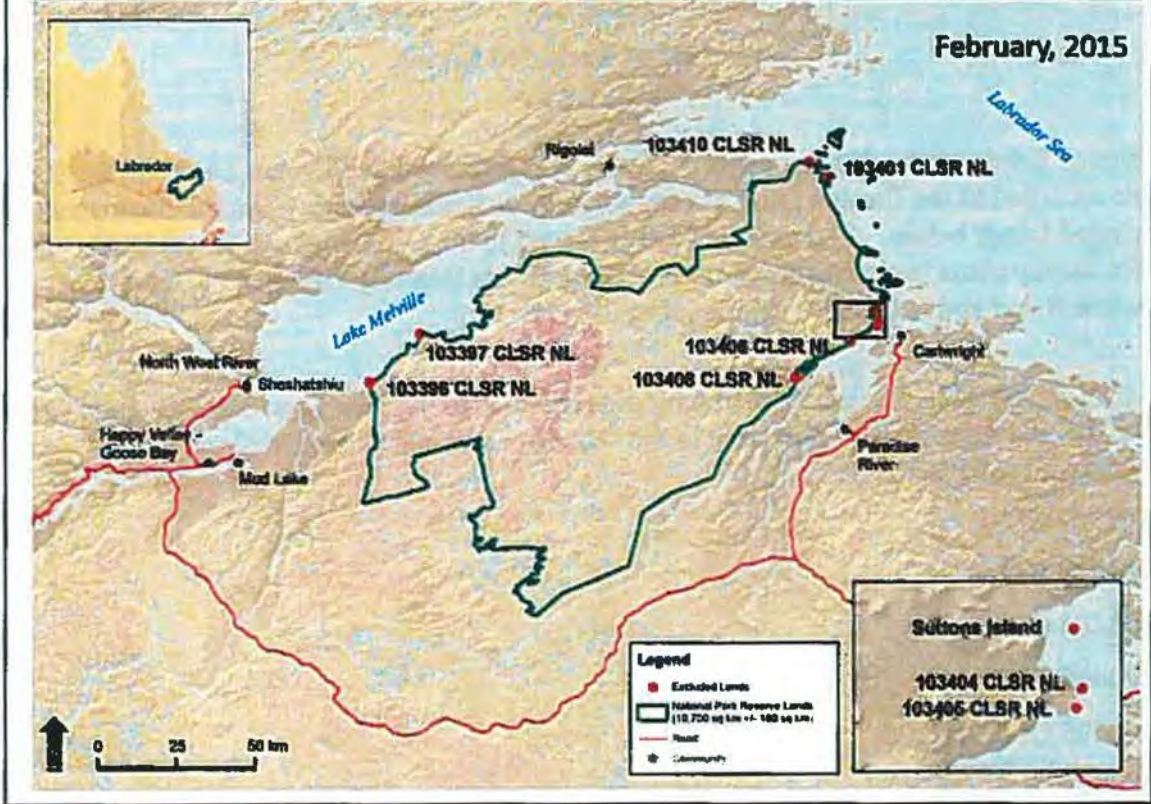 February, 2015
Labrador Sea
Labrador
Rigolet
103410 CLSR NL
103401 CLSR NL
Lake Melville
103397 CLSR NL
103406 CLSR NL
Cartwright
North West River
Sheshatshiu
103396 CLSR NL
103408 CLSR NL
Happy Valley -
Goose Bay
Mud Lake
Paradise
River
Suttons Island
103404 CLSR NL
103405 CLSR NL
Legend
Excluded Lands
National Park Reserve Lands
Road
Community
0 25 50 km